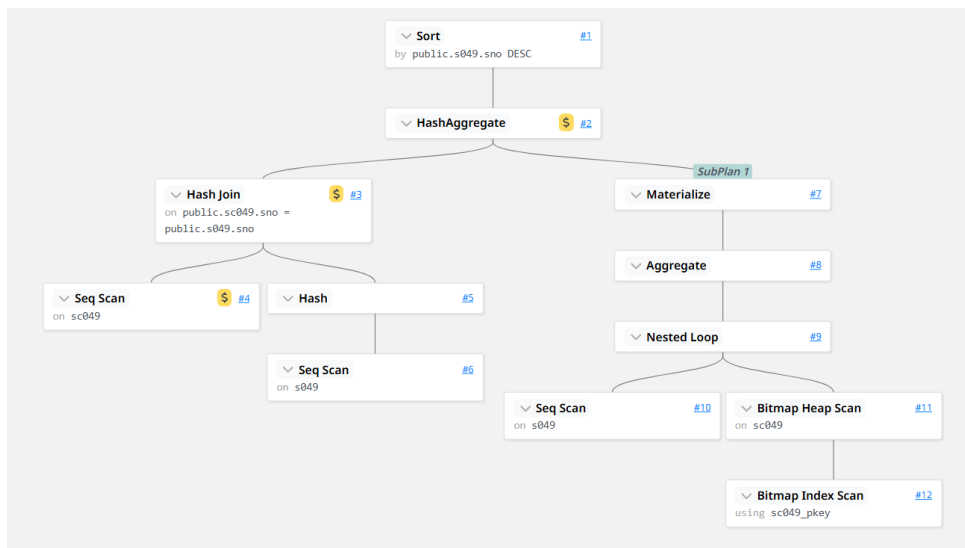 Sort #1
by public.s049.sno DESC
HashAggregate $ #2
SubPlan 1
Hash Join $ #3
on public.sc049.sno =
public.s049.sno
Materialize #7
Aggregate #8
Seq Scan $ #4
on sc049
Hash #5
Nested Loop #9
Seq Scan #6
on s049
Seq Scan #10
on s049
Bitmap Heap Scan #11
on sc049
Bitmap Index Scan #12
using sc049_pkey